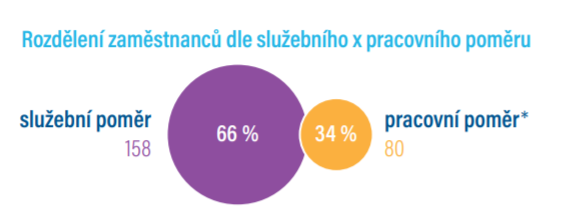 Rozdělení zaměstnanců dle služebního x pracovního poměru
služební poměr
158
66 %
34 %
pracovní poměr*
80